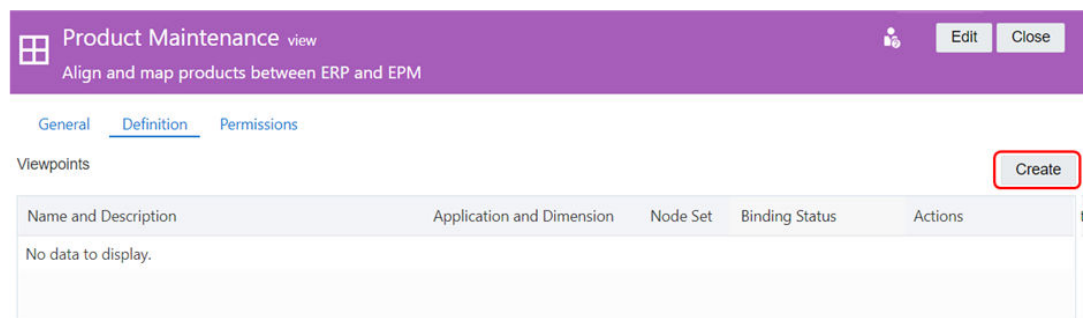 Product Maintenance view
Edit
Close
Align and map products between ERP and EPM
General
Definition
Permissions
Viewpoints
Create
Name and Description
Application and Dimension
Node Set
Binding Status
Actions
No data to display.